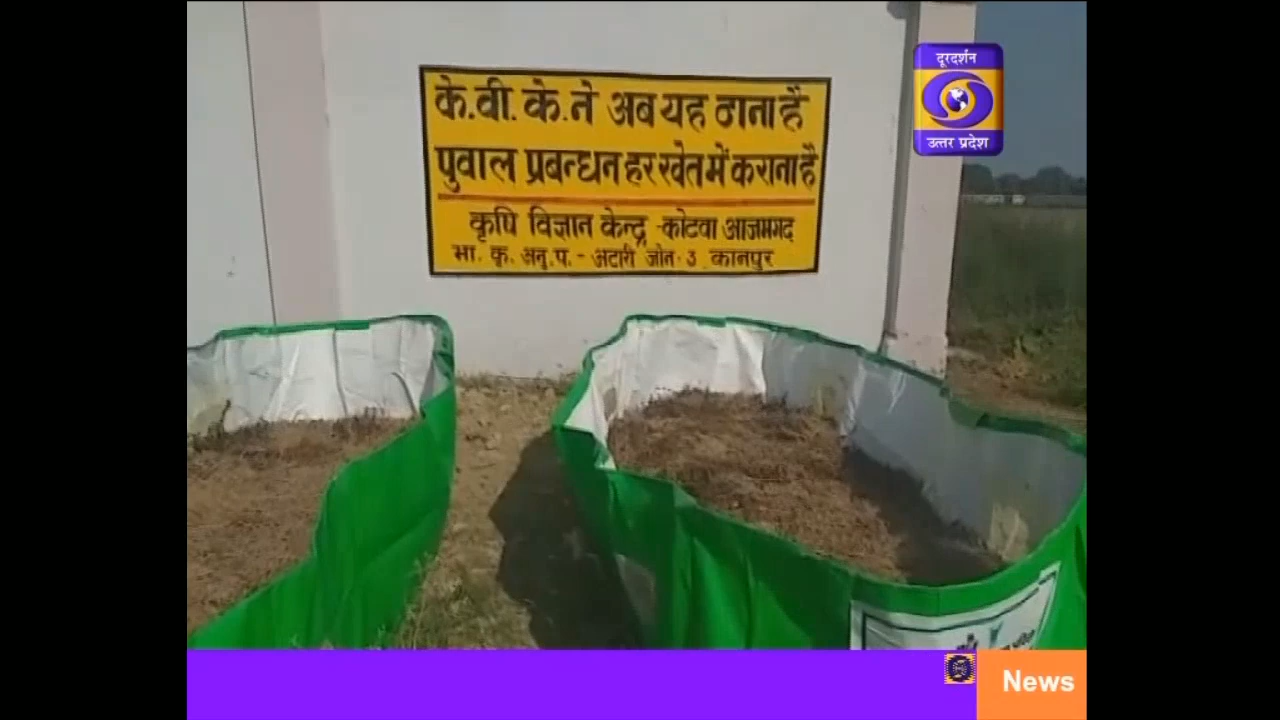 के.वी.के.ने अब यह ठाना है
पुवाल प्रबन्धन हर खेत में कराना है
कृषि विज्ञान केन्द्र -कोटवा आजमगढ़
भा. कृ. अनु.प.- अटारी जोन-3 कानपुर
दूरदर्शन
उत्तर प्रदेश
News